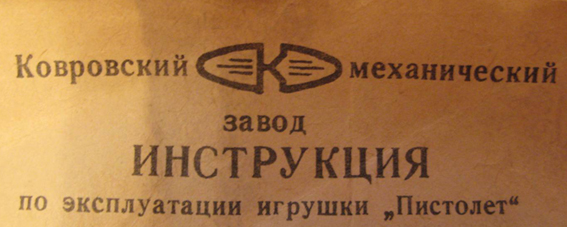 Ковровский К механический
завод
ИНСТРУКЦИЯ
по эксплуатации игрушки „Пистолет“